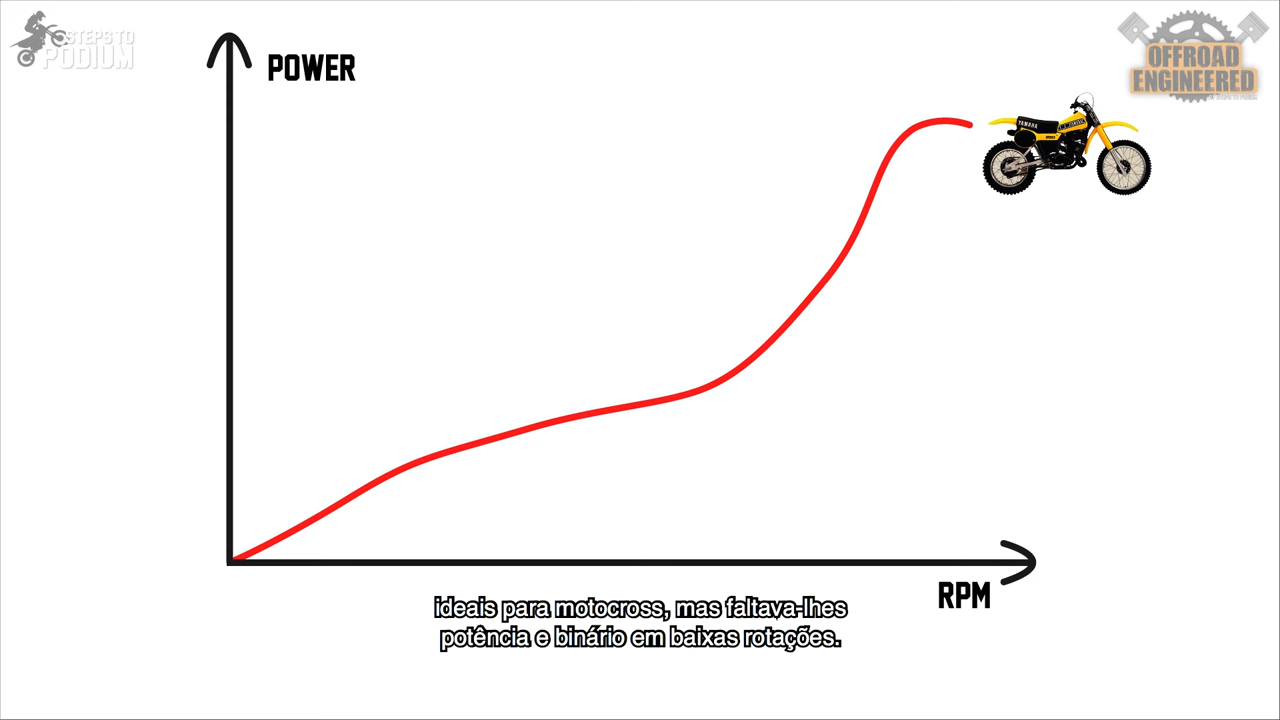 STEPS TO
PODIUM
OFFROAD
ENGINEERED
POWER
YAMAHA
RPM
ideais para motocross, mas faltava-lhes
potência e binário em baixas rotações.